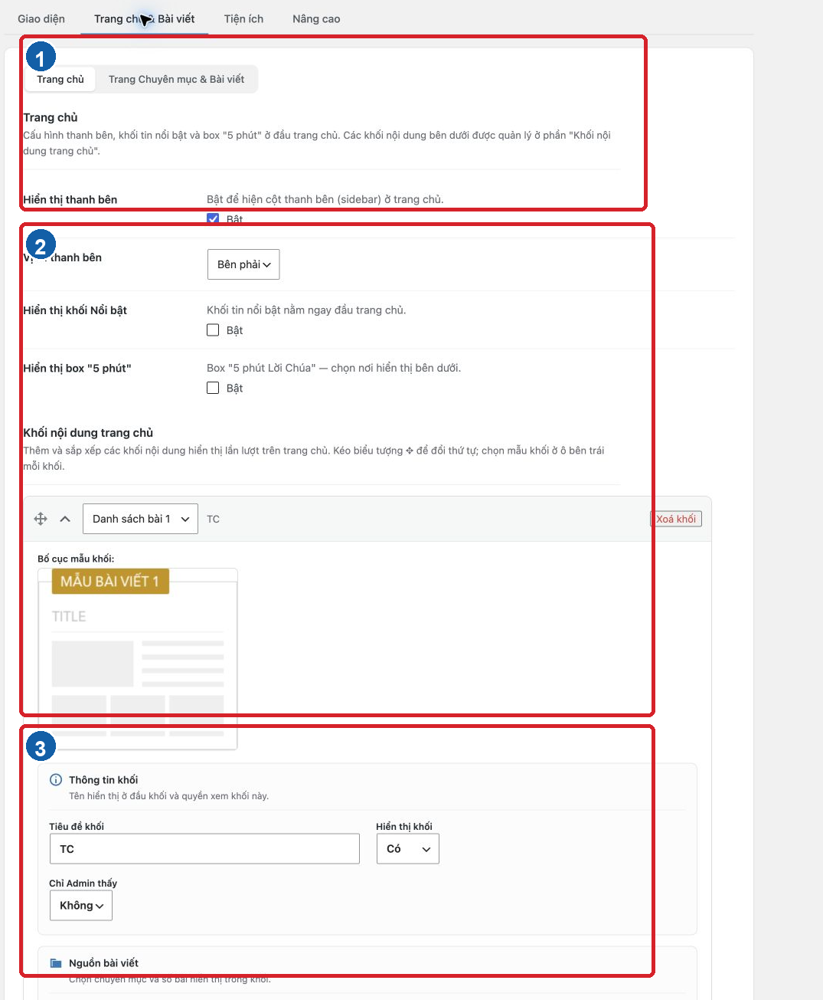 Giao diện
Trang chủ & Bài viết
Tiện ích
Nâng cao
1
Trang chủ
Trang Chuyên mục & Bài viết
Trang chủ
Cấu hình thanh bên, khối tin nổi bật và box "5 phút" ở đầu trang chủ. Các khối nội dung bên dưới được quản lý ở phần "Khối nội
dung trang chủ".
Hiển thị thanh bên
Bật để hiện cột thanh bên (sidebar) ở trang chủ.
Bật
2
thanh bên
Bên phải
Hiển thị khối Nổi bật
Khối tin nổi bật nằm ngay đầu trang chủ.
Bật
Hiển thị box "5 phút"
Box "5 phút Lời Chúa" — chọn nơi hiển thị bên dưới.
Bật
Khối nội dung trang chủ
Thêm và sắp xếp các khối nội dung hiển thị lần lượt trên trang chủ. Kéo biểu tượng ✥ để đổi thứ tự; chọn mẫu khối ở ô bên trái
mỗi khối.
Danh sách bài 1
TC
Xoá khối
Bố cục mẫu khối:
MẪU BÀI VIẾT 1
TITLE
3
Thông tin khối
Tên hiển thị ở đầu khối và quyền xem khối này.
Tiêu đề khối
Hiển thị khối
TC
Có
Chỉ Admin thấy
Không
Nguồn bài viết
Chọn chuyên mục và số bài hiển thị trong khối.